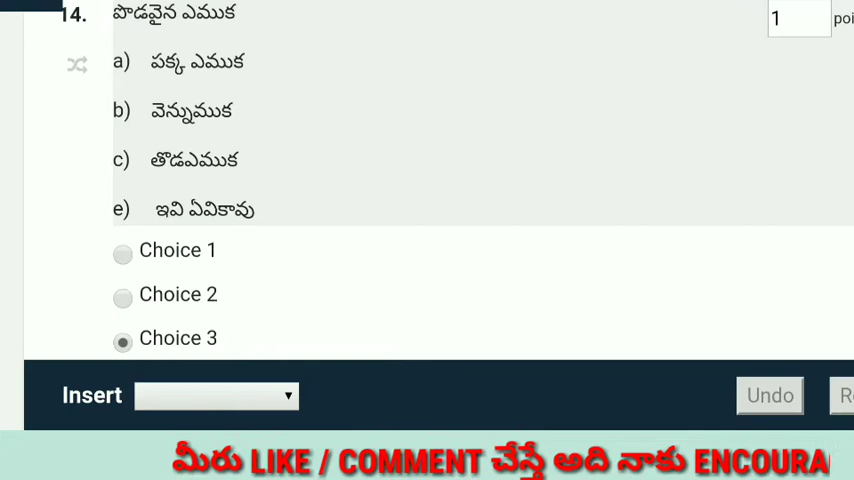 14. పొడవైన ఎముక
1 poi
a) పక్క ఎముక
b) వెన్నుముక
c) తొడఎముక
e) ఇవి ఏవికావు
Choice 1
Choice 2
Choice 3
Insert
Undo
మీరు LIKE / COMMENT చేస్తే అది నాకు ENCOURA